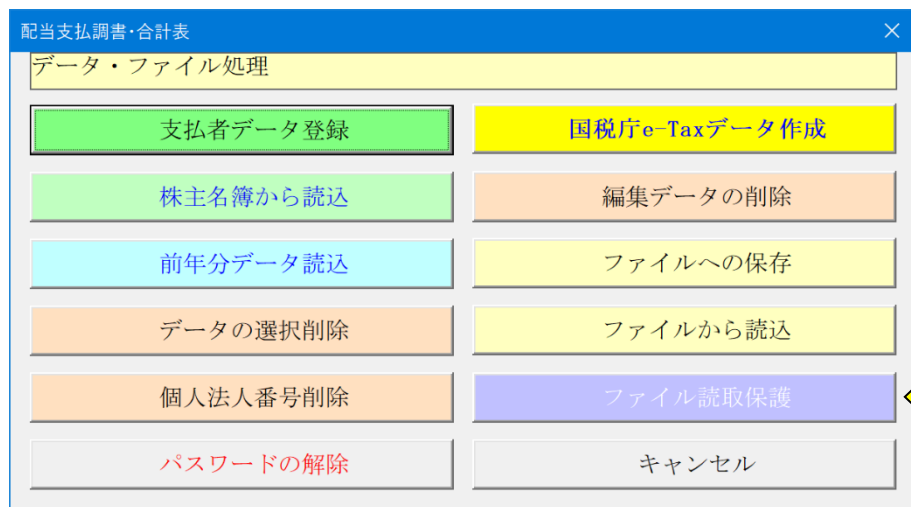 配当支払調書・合計表
データ・ファイル処理
支払者データ登録
国税庁e-Taxデータ作成
株主名簿から読込
編集データの削除
前年分データ読込
ファイルへの保存
データの選択削除
ファイルから読込
個人法人番号削除
ファイル読取保護
パスワードの解除
キャンセル